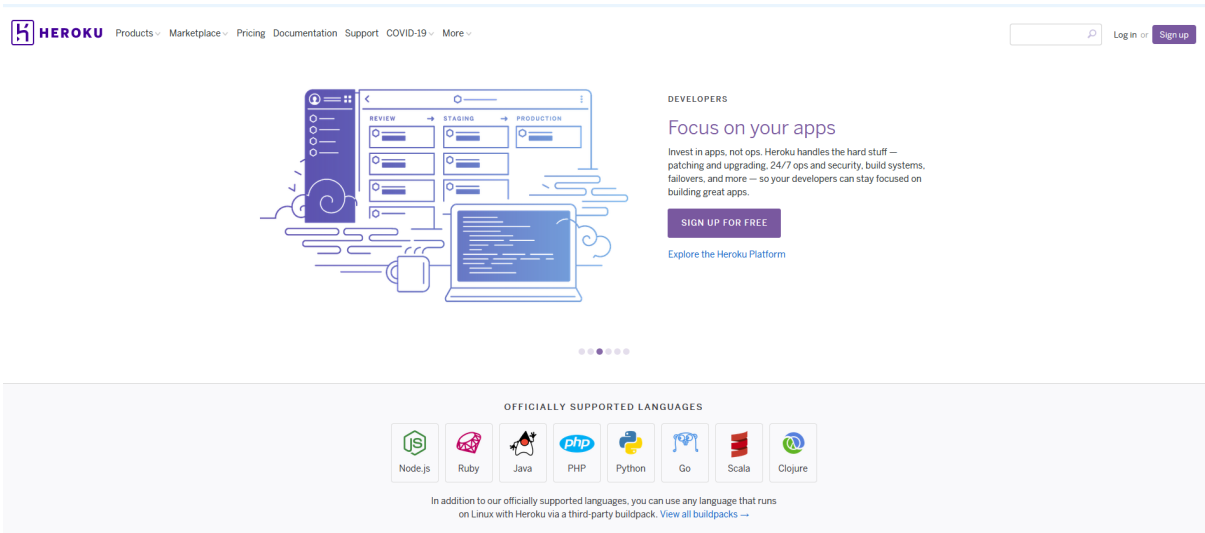 HEROKU Products Marketplace Pricing Documentation Support COVID-19 More Log in or Sign up
REVIEW → STAGING → PRODUCTION
DEVELOPERS
Focus on your apps
Invest in apps, not ops. Heroku handles the hard stuff —
patching and upgrading, 24/7 ops and security, build systems,
failovers, and more — so your developers can stay focused on
building great apps.
SIGN UP FOR FREE
Explore the Heroku Platform
OFFICIALLY SUPPORTED LANGUAGES
JS php
Node.js Ruby Java PHP Python Go Scala Clojure
In addition to our officially supported languages, you can use any language that runs
on Linux with Heroku via a third-party buildpack. View all buildpacks →